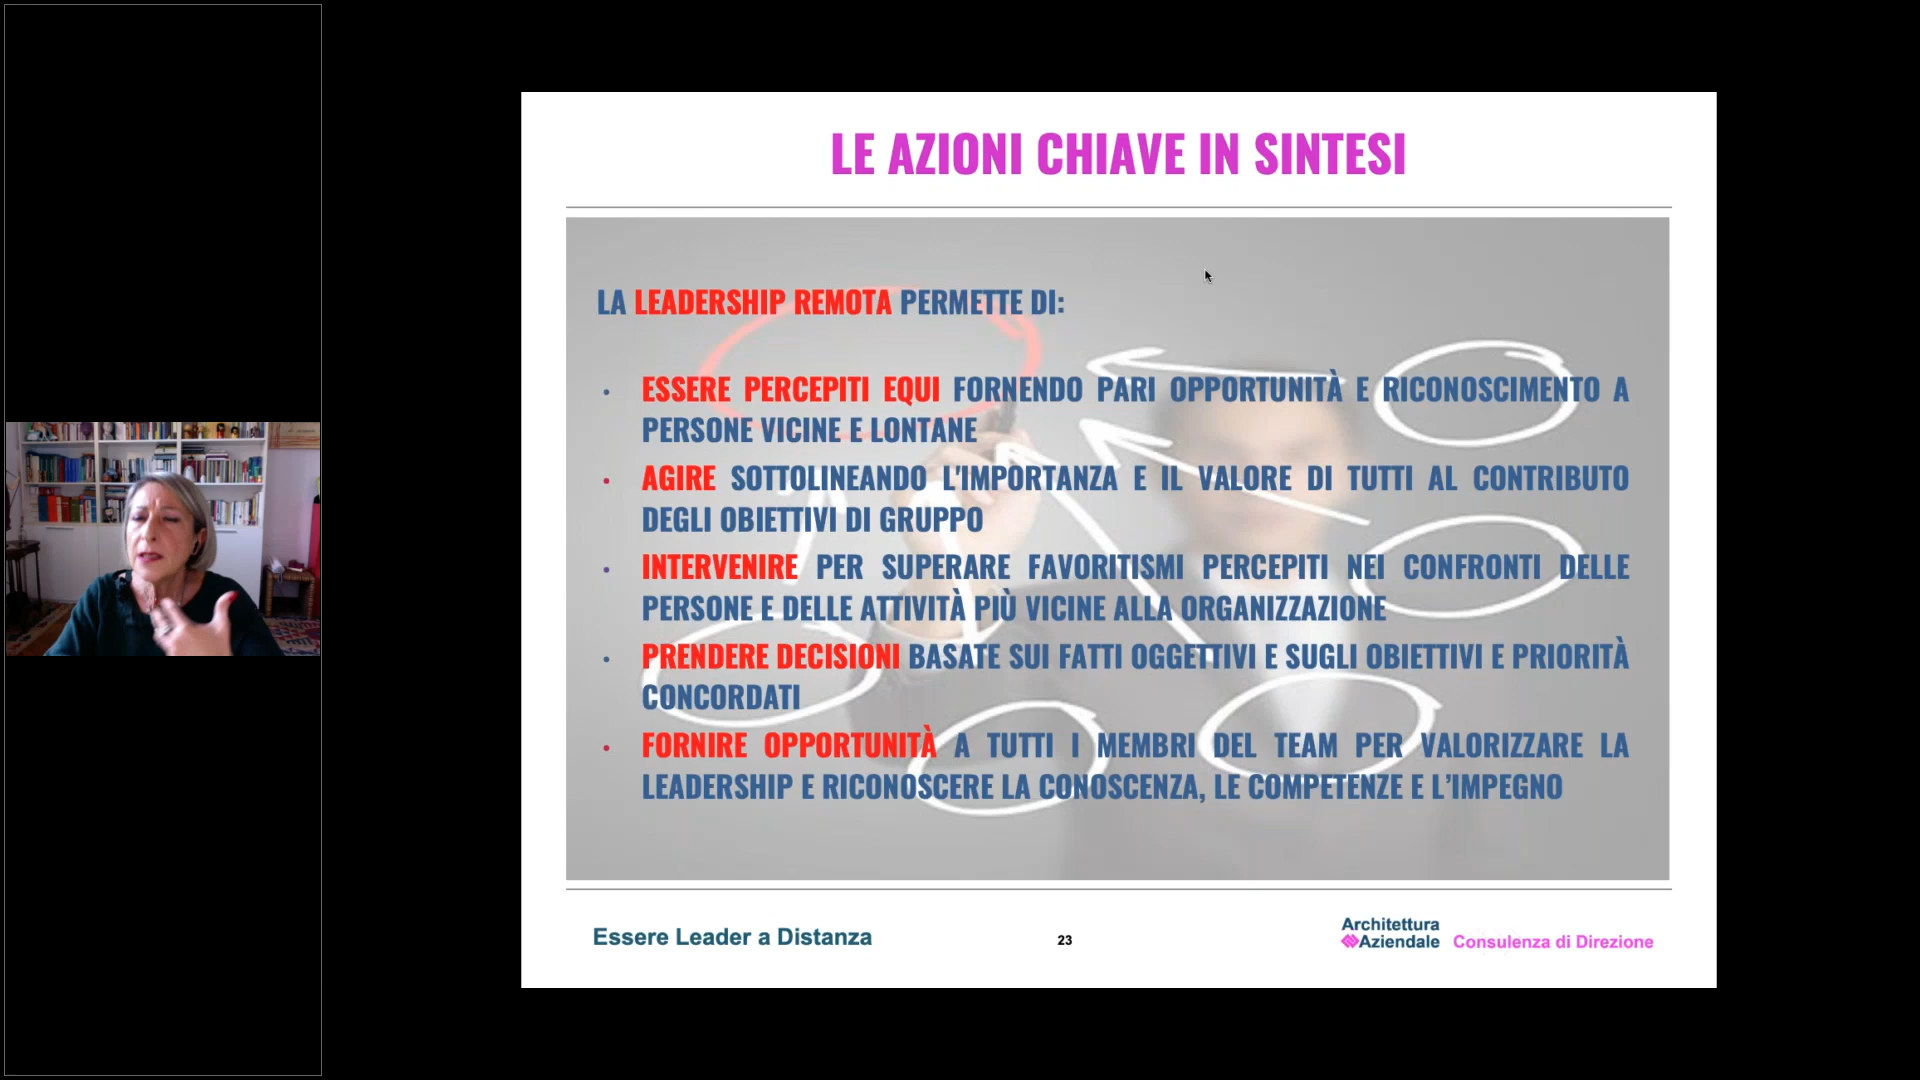 LE AZIONI CHIAVE IN SINTESI
LA LEADERSHIP REMOTA PERMETTE DI:
• ESSERE PERCEPITI EQUI FORNENDO PARI OPPORTUNITÀ E RICONOSCIMENTO A
PERSONE VICINE E LONTANE
• AGIRE SOTTOLINEANDO L'IMPORTANZA E IL VALORE DI TUTTI AL CONTRIBUTO
DEGLI OBIETTIVI DI GRUPPO
• INTERVENIRE PER SUPERARE FAVORITISMI PERCEPITI NEI CONFRONTI DELLE
PERSONE E DELLE ATTIVITÀ PIÙ VICINE ALLA ORGANIZZAZIONE
• PRENDERE DECISIONI BASATE SUI FATTI OGGETTIVI E SUGLI OBIETTIVI E PRIORITÀ
CONCORDATI
• FORNIRE OPPORTUNITÀ A TUTTI I MEMBRI DEL TEAM PER VALORIZZARE LA
LEADERSHIP E RICONOSCERE LA CONOSCENZA, LE COMPETENZE E L’IMPEGNO
Essere Leader a Distanza
23
Architettura
Aziendale Consulenza di Direzione